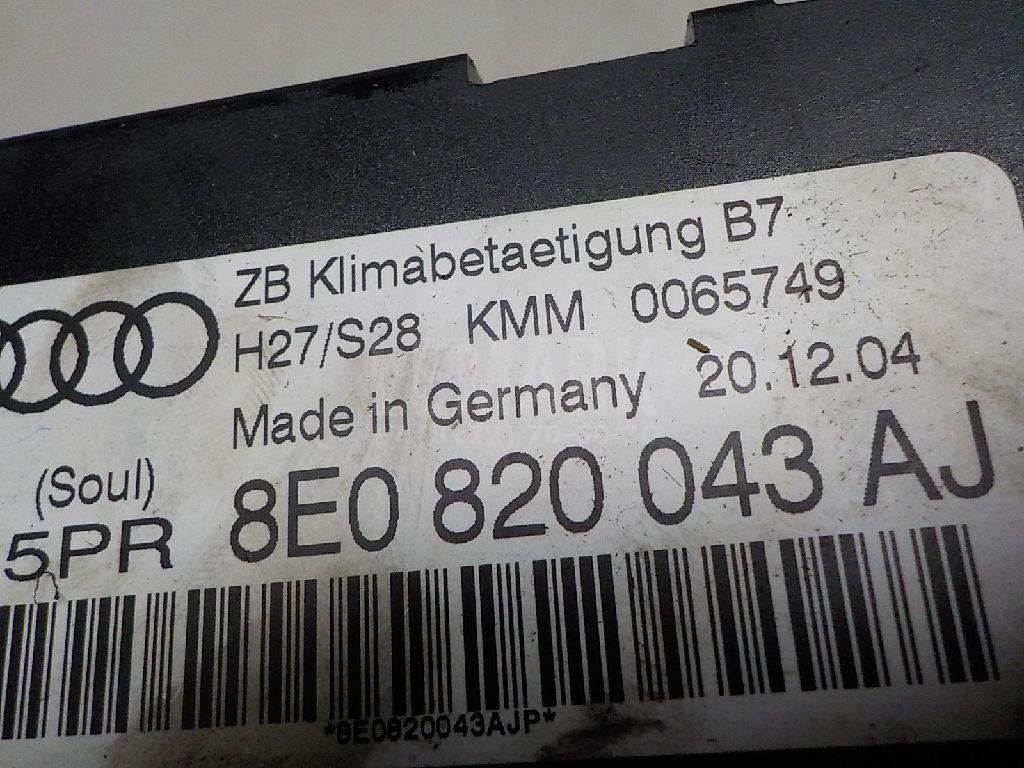 ZB Klimabetaetigung B7
H27/S28 KMM 0065749
Made in Germany 20.12.04
(Soul)
5PR 8E0 820 043 AJ
*8E0820043AJP*